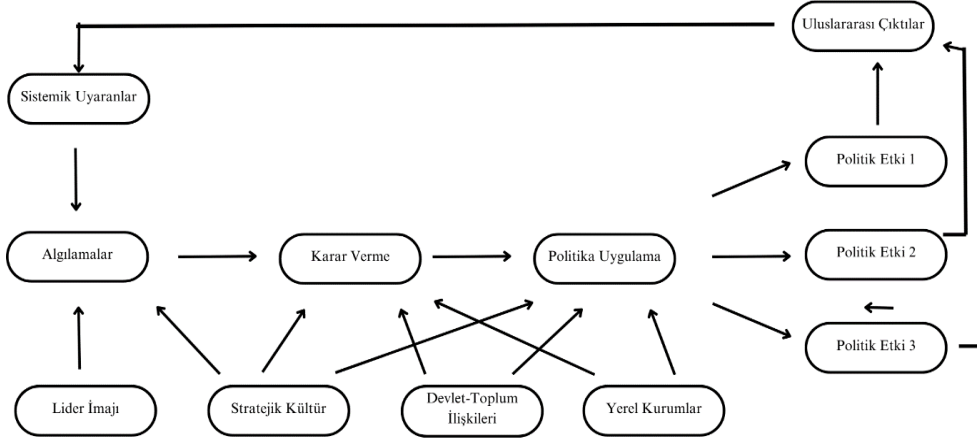 Uluslararası Çıktılar
Sistemik Uyaranlar
Politik Etki 1
Algılamalar
Karar Verme
Politika Uygulama
Politik Etki 2
Politik Etki 3
Lider İmajı
Stratejik Kültür
Devlet-Toplum
İlişkileri
Yerel Kurumlar